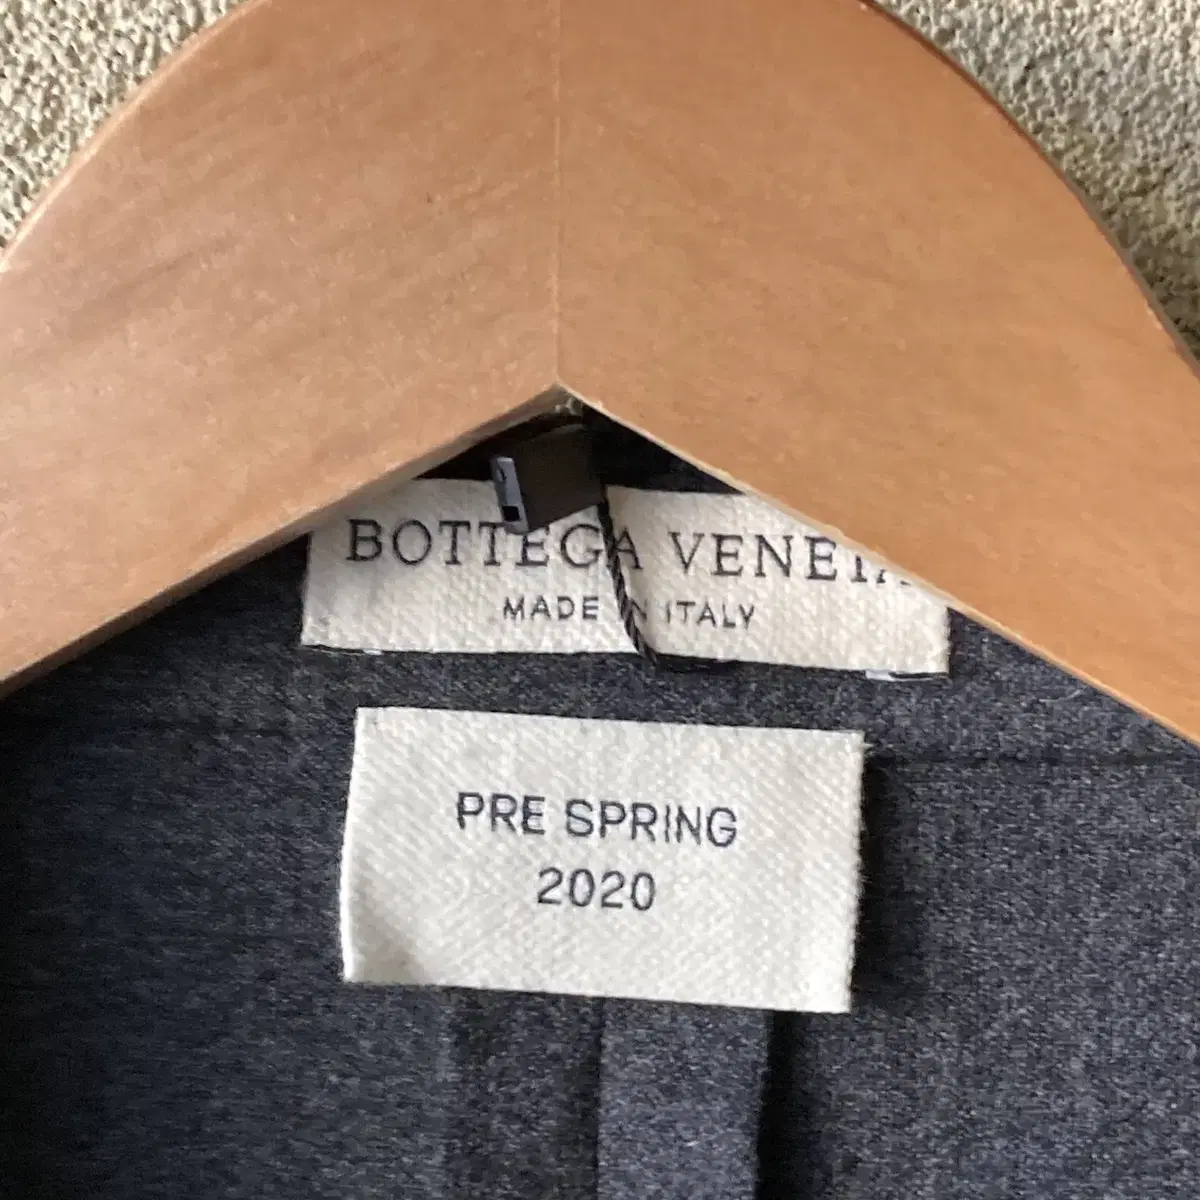 BOTTEGA VENETA
MADE IN ITALY
PRE SPRING
2020